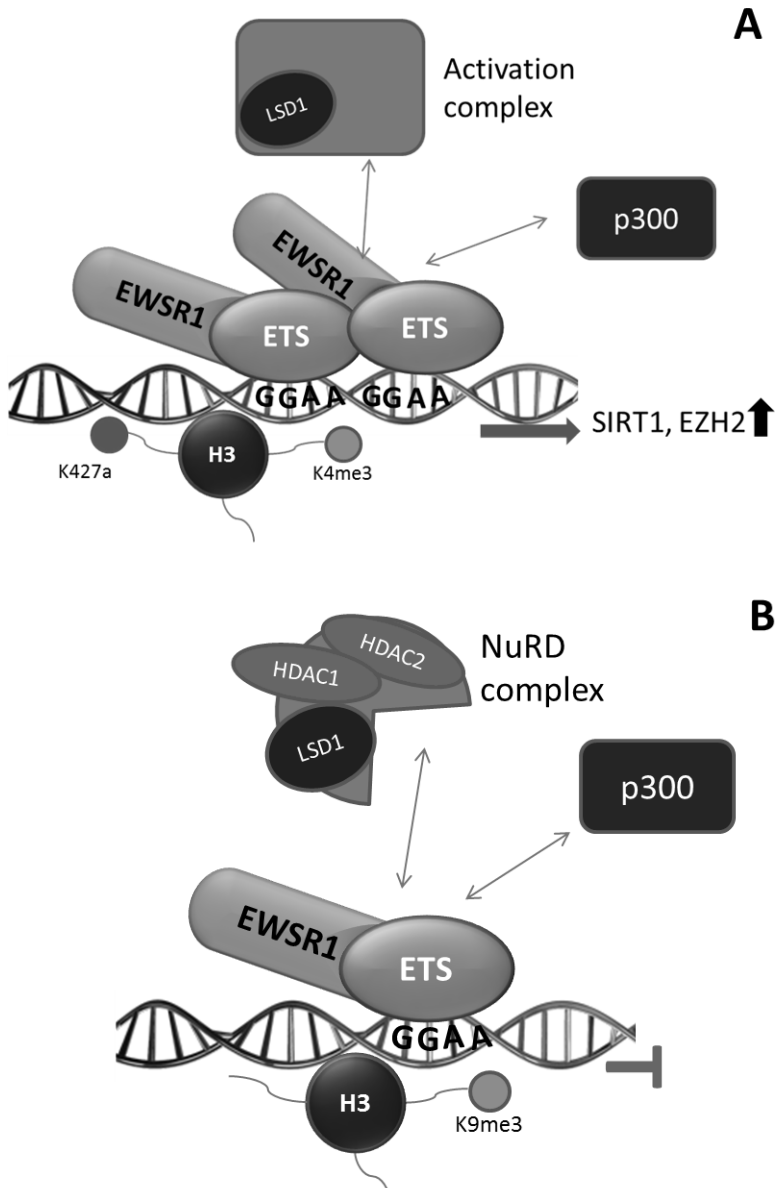 A
Activation
complex
LSD1
p300
EWSR1
EWSR1
ETS
ETS
GGAA GGAA
SIRT1, EZH2
K427a
H3
K4me3
B
NuRD
complex
HDAC2
HDAC1
LSD1
p300
EWSR1
ETS
GGAA
H3
K9me3